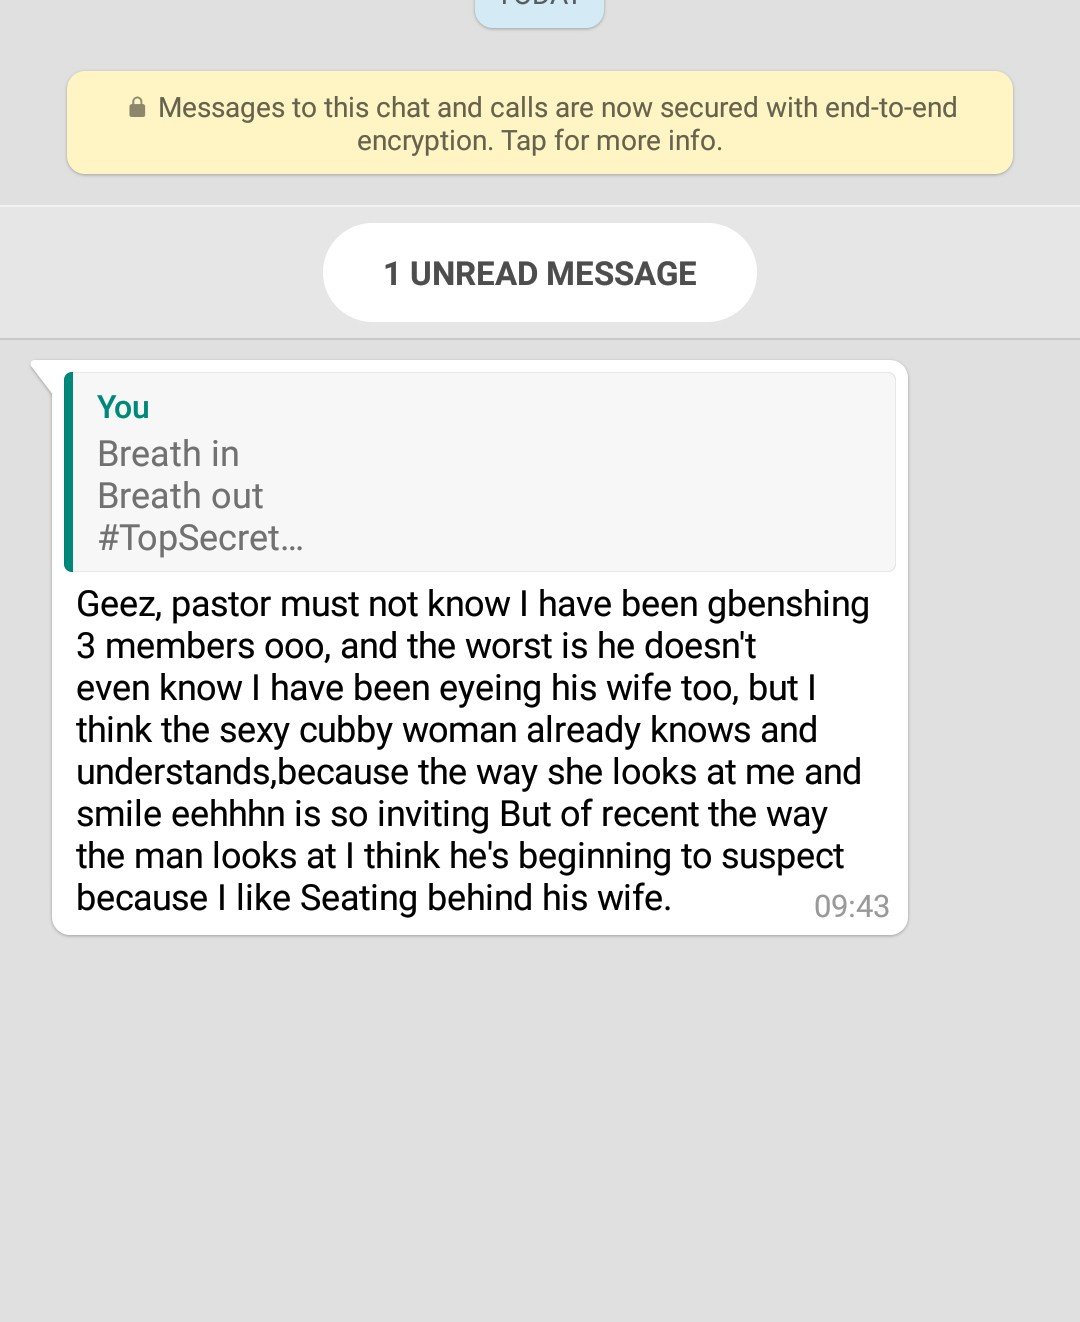 TODAY
Messages to this chat and calls are now secured with end-to-end
encryption. Tap for more info.
1 UNREAD MESSAGE
You
Breath in
Breath out
#TopSecret...
Geez, pastor must not know I have been gbenshing
3 members ooo, and the worst is he doesn't
even know I have been eyeing his wife too, but I
think the sexy cubby woman already knows and
understands,because the way she looks at me and
smile eehhhn is so inviting But of recent the way
the man looks at I think he's beginning to suspect
because I like Seating behind his wife.
09:43